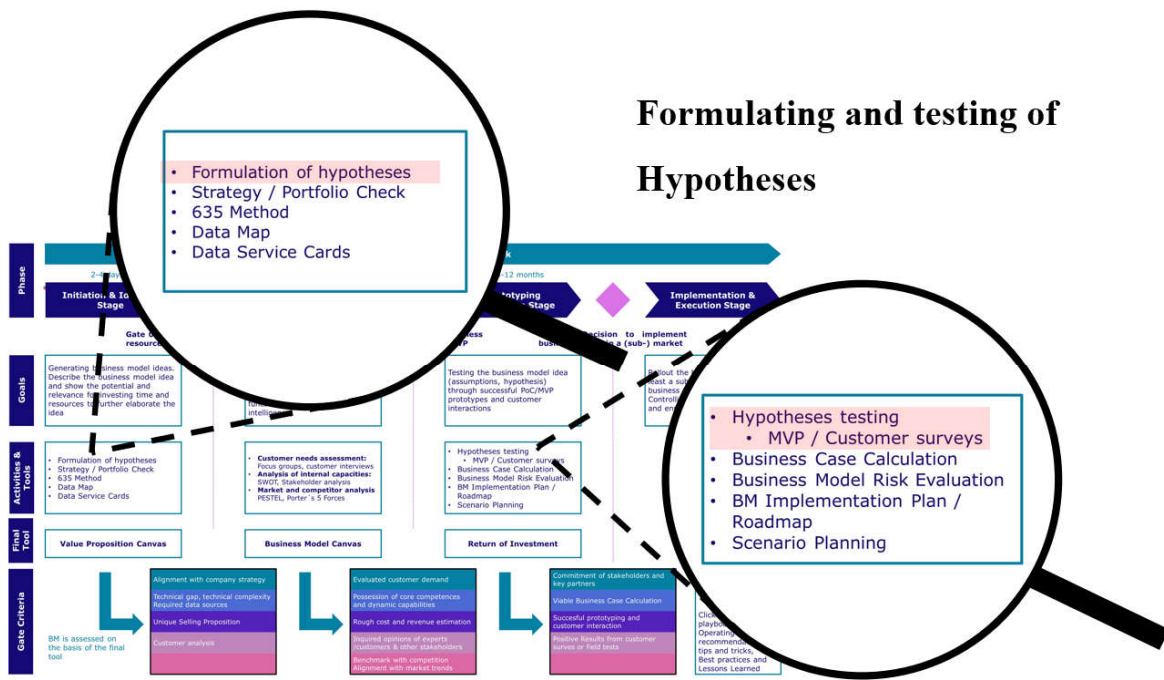 Formulating and testing of
Hypotheses
• Formulation of hypotheses
• Strategy / Portfolio Check
• 635 Method
• Data Map
• Data Service Cards
Phase
12 months
Initiation &
Stage
Stage
Implementation &
Execution Stage
Gate
resource
Decision to implement
(sub-) market
Goals
Generating business model ideas.
Describe the business model idea
and show the potential and
relevance for investing time and
resources to further elaborate the
idea
Testing the business model idea
(assumptions, hypothesis)
through successful PoC/MVP
prototypes and customer
interactions
Activities &
Tools
• Formulation of hypotheses
• Strategy / Portfolio Check
• 635 Method
• Data Map
• Data Service Cards
• Customer needs assessment:
Focus groups, customer interviews
• Analysis of internal capacities:
SWOT, Stakeholder analysis
• Market and competitor analysis
PESTEL, Porter´s 5 Forces
• Hypotheses testing
• MVP / Customer surveys
• Business Case Calculation
• Business Model Risk Evaluation
• BM Implementation Plan /
Roadmap
• Scenario Planning
• Hypotheses testing
• MVP / Customer surveys
• Business Case Calculation
• Business Model Risk Evaluation
• BM Implementation Plan /
Roadmap
• Scenario Planning
Final
Tool
Value Proposition Canvas
Business Model Canvas
Return of Investment
Gate Criteria
BM is assessed on
the basis of the final
tool
Alignment with company strategy
Technical gap, technical complexity
Required data sources
Unique Selling Proposition
Customer analysis
Evaluated customer demand
Possession of core competences
and dynamic capabilities
Rough cost and revenue estimation
Inquired opinions of experts
/customers & other stakeholders
Benchmark with competition
Alignment with market trends
Commitment of stakeholders and
key partners
Viable Business Case Calculation
Succesful prototyping and
customer interaction
Positive Results from customer
surves or field tests
Operating
tips and tricks,
Best practices and
Lessons Learned